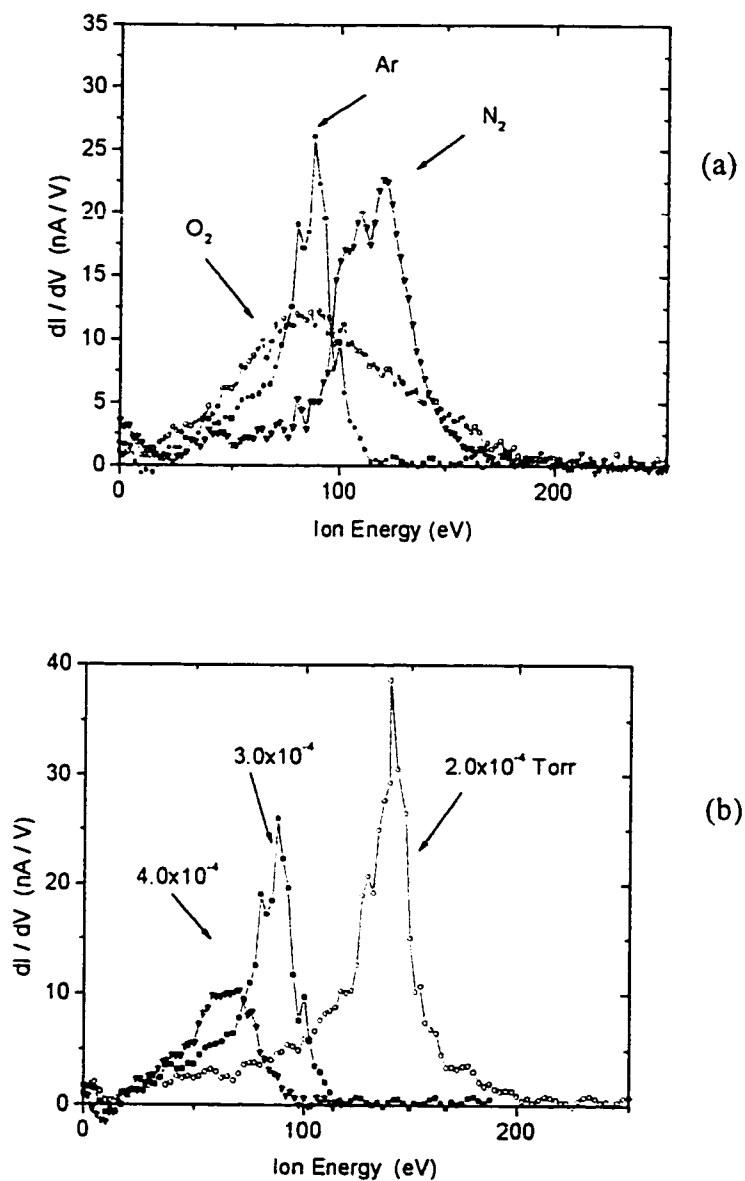 35
30
25
20
15
10
5
0
dI / dV (nA / V)
Ar
N₂
O₂
(a)
0 100 200
Ion Energy (eV)
40
30
20
10
0
dI / dV (nA / V)
3.0x10⁻⁴
2.0x10⁻⁴ Torr
4.0x10⁻⁴
(b)
0 100 200
Ion Energy (eV)